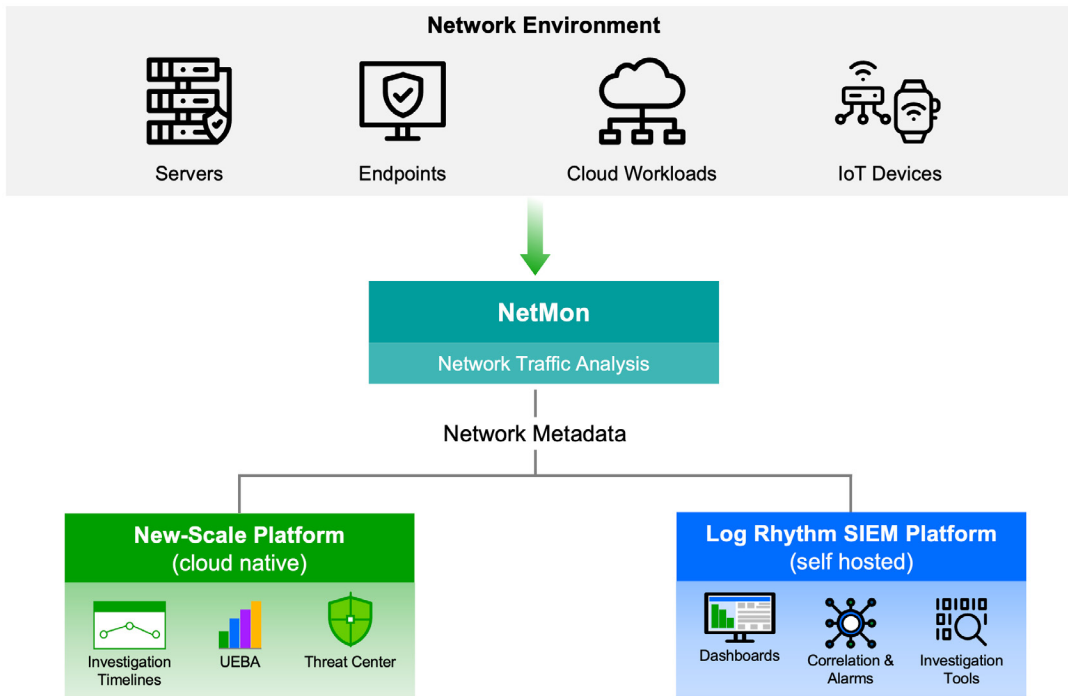 Network Environment
Servers
Endpoints
Cloud Workloads
IoT Devices
NetMon
Network Traffic Analysis
Network Metadata
New-Scale Platform
(cloud native)
Investigation
Timelines
UEBA
Threat Center
Log Rhythm SIEM Platform
(self hosted)
Dashboards
Correlation &
Alarms
Investigation
Tools